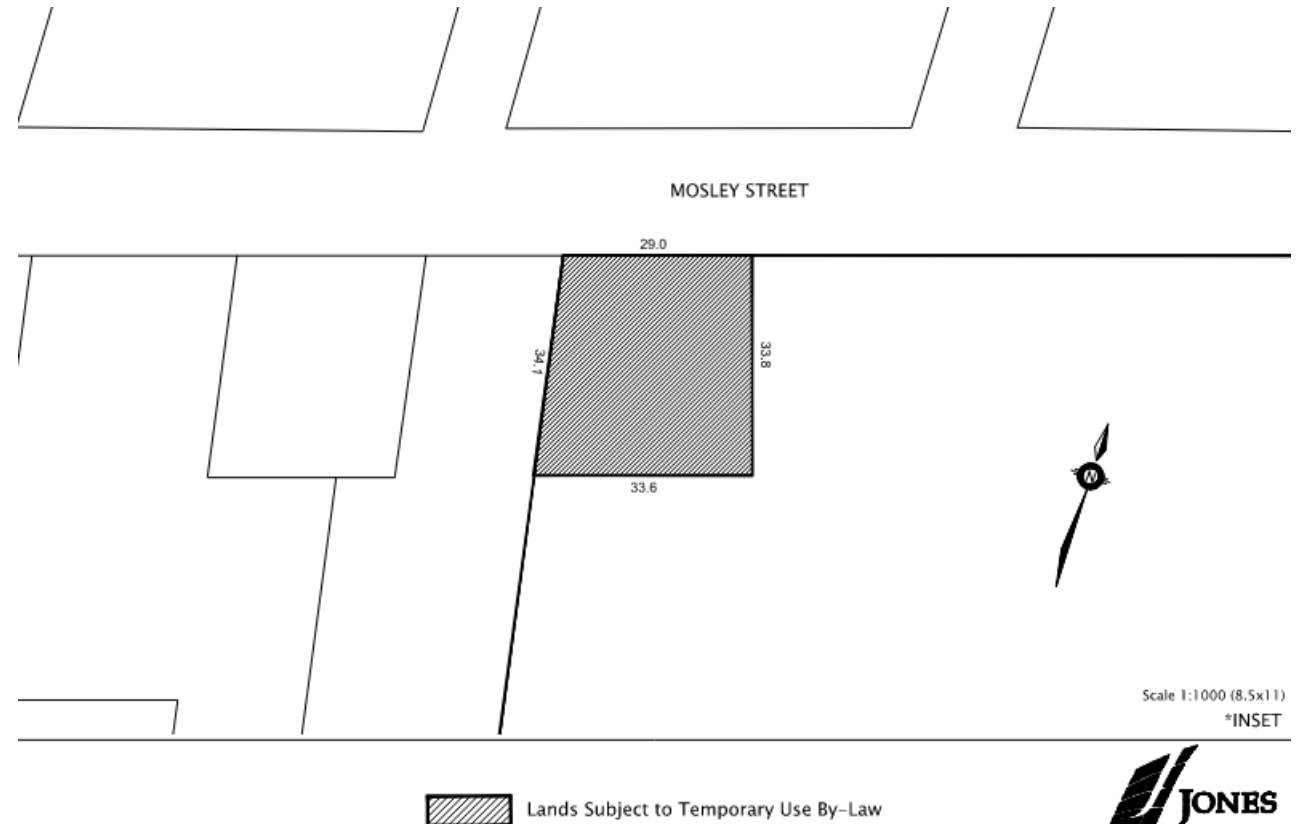 MOSLEY STREET
29.0
34.1
33.8
33.6
N
Scale 1:1000 (8.5x11)
*INSET
Lands Subject to Temporary Use By-Law
JONES